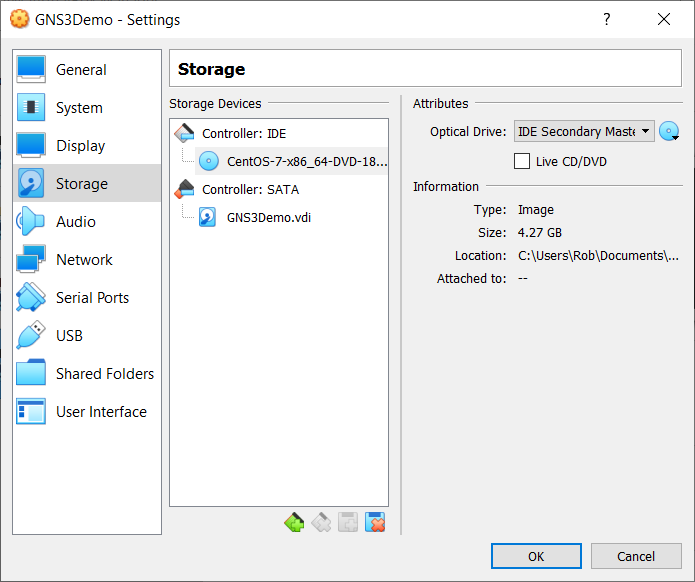 GNS3Demo - Settings
?
General
System
Display
Storage
Audio
Network
Serial Ports
USB
Shared Folders
User Interface
Storage
Storage Devices
Controller: IDE
CentOS-7-x86_64-DVD-18...
Controller: SATA
GNS3Demo.vdi
Attributes
Optical Drive: IDE Secondary Maste
Live CD/DVD
Information
Type: Image
Size: 4.27 GB
Location: C:\Users\Rob\Documents\...
Attached to: --
OK
Cancel